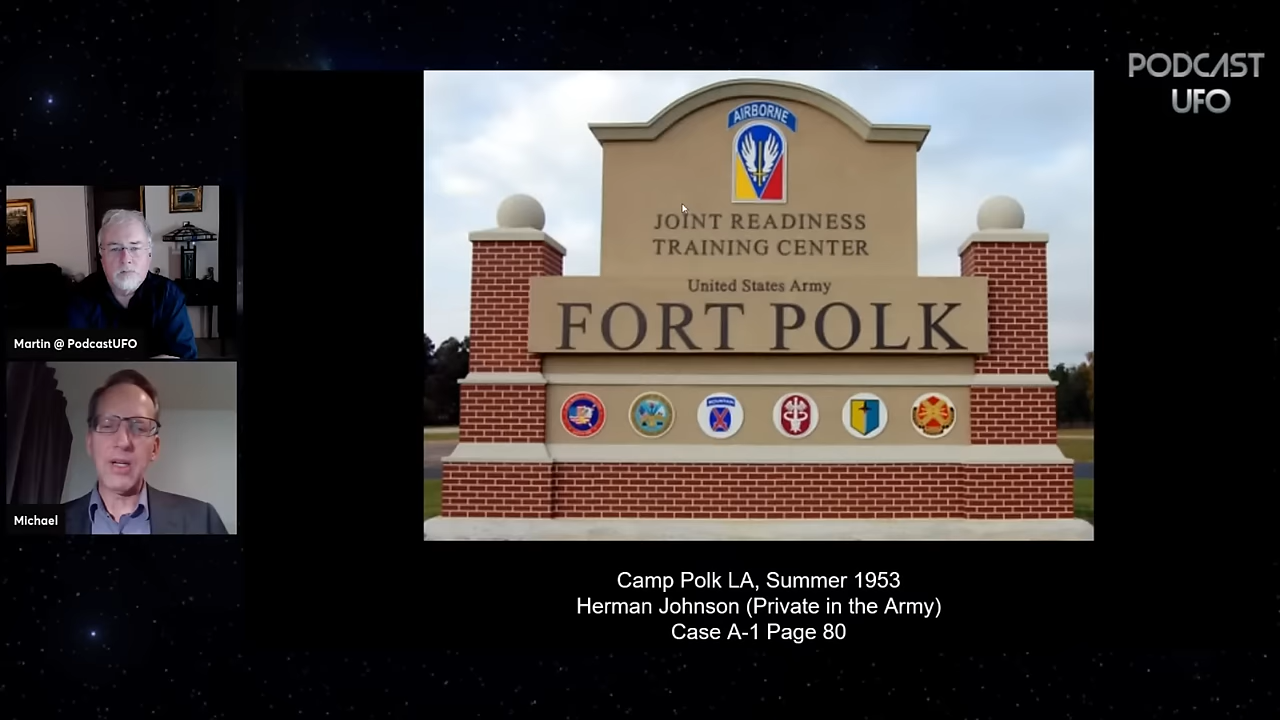 PODCAST
UFO
AIRBORNE
JOINT READINESS
TRAINING CENTER
United States Army
FORT POLK
MOUNTAIN
Martin @ PodcastUFO
Michael
Camp Polk LA, Summer 1953
Herman Johnson (Private in the Army)
Case A-1 Page 80